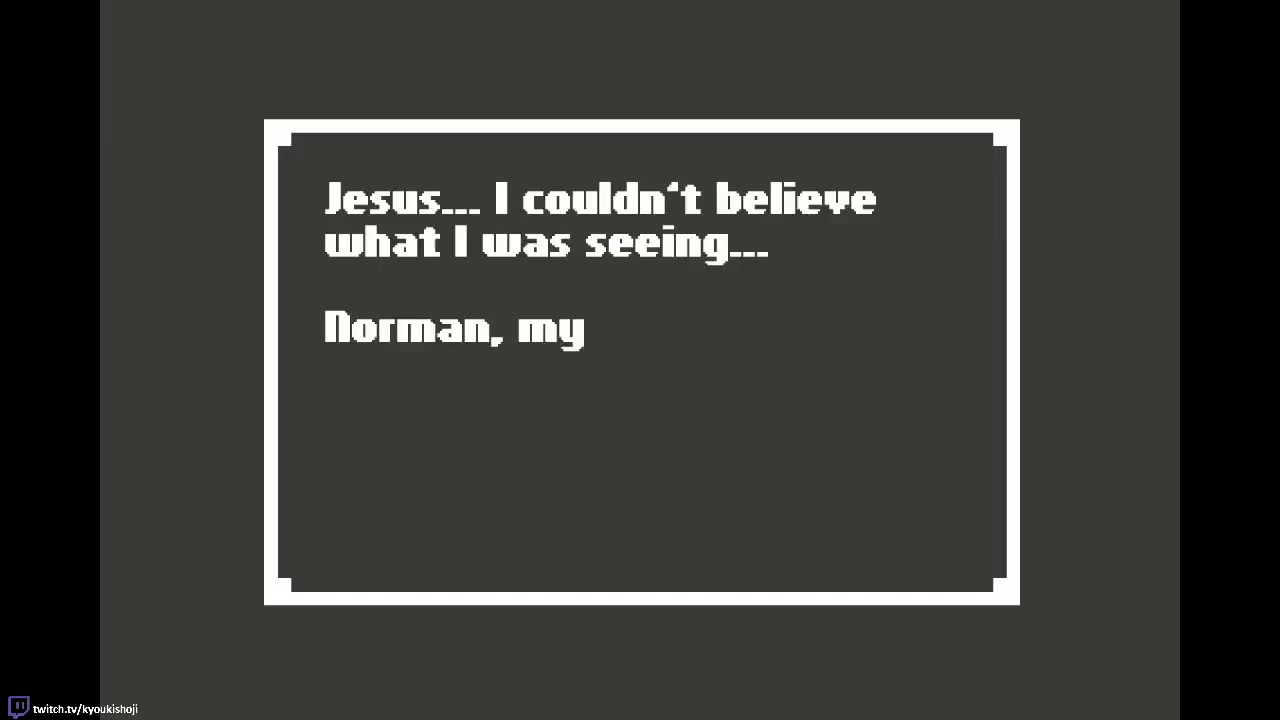 Jesus... I couldn't believe
what I was seeing...
Norman, my
twitch.tv/kyoukishoji